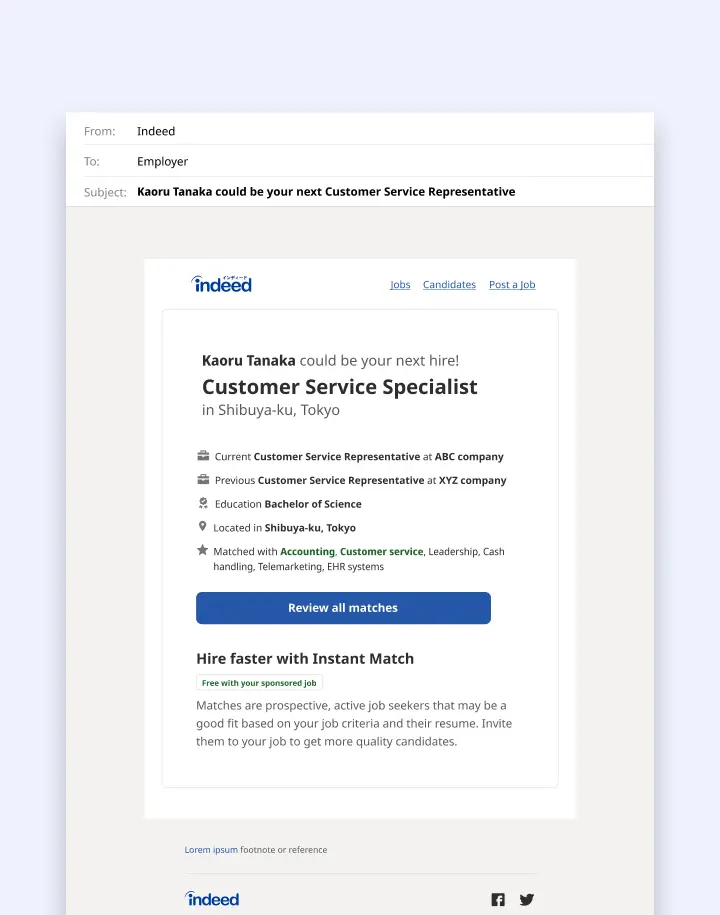 From: Indeed
To: Employer
Subject: Kaoru Tanaka could be your next Customer Service Representative
インディード
indeed
Jobs Candidates Post a Job
Kaoru Tanaka could be your next hire!
Customer Service Specialist
in Shibuya-ku, Tokyo
Current Customer Service Representative at ABC company
Previous Customer Service Representative at XYZ company
Education Bachelor of Science
Located in Shibuya-ku, Tokyo
Matched with Accounting, Customer service, Leadership, Cash
handling, Telemarketing, EHR systems
Review all matches
Hire faster with Instant Match
Free with your sponsored job
Matches are prospective, active job seekers that may be a
good fit based on your job criteria and their resume. Invite
them to your job to get more quality candidates.
Lorem ipsum footnote or reference
indeed